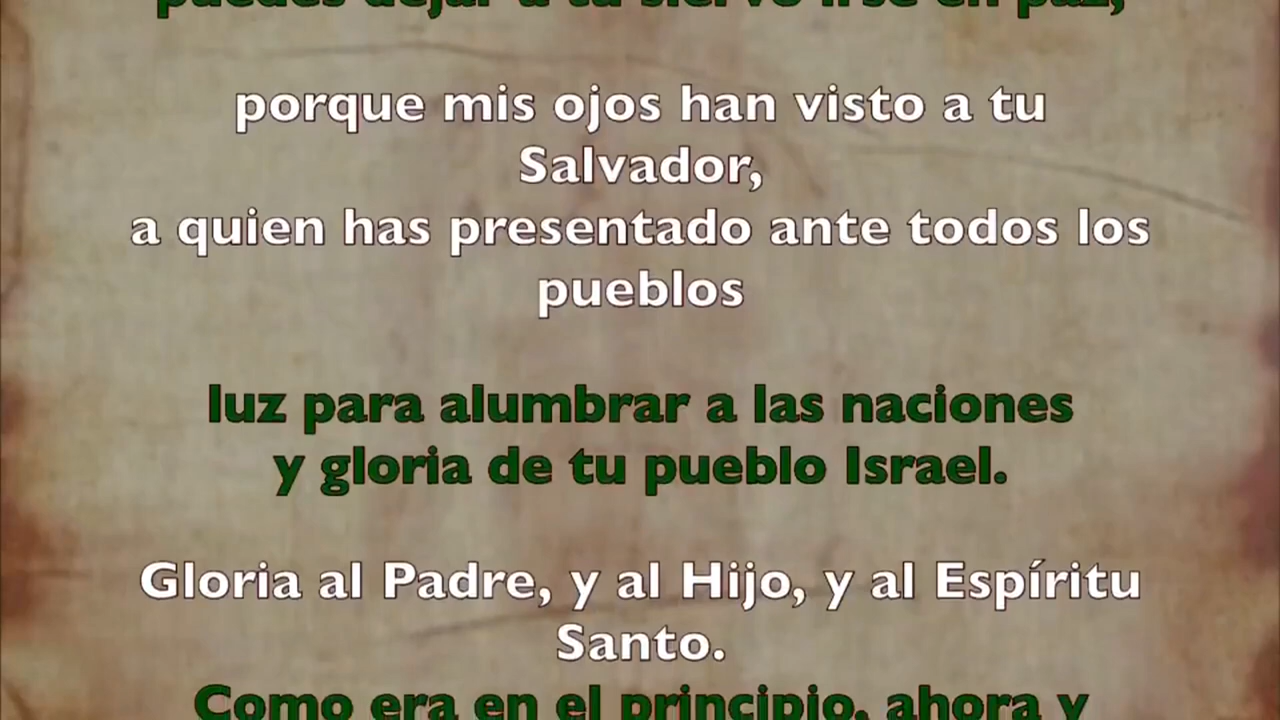 puedes dejar a tu siervo irse en paz,
porque mis ojos han visto a tu
Salvador,
a quien has presentado ante todos los
pueblos
luz para alumbrar a las naciones
y gloria de tu pueblo Israel.
Gloria al Padre, y al Hijo, y al Espíritu
Santo.
Como era en el principio, ahora y